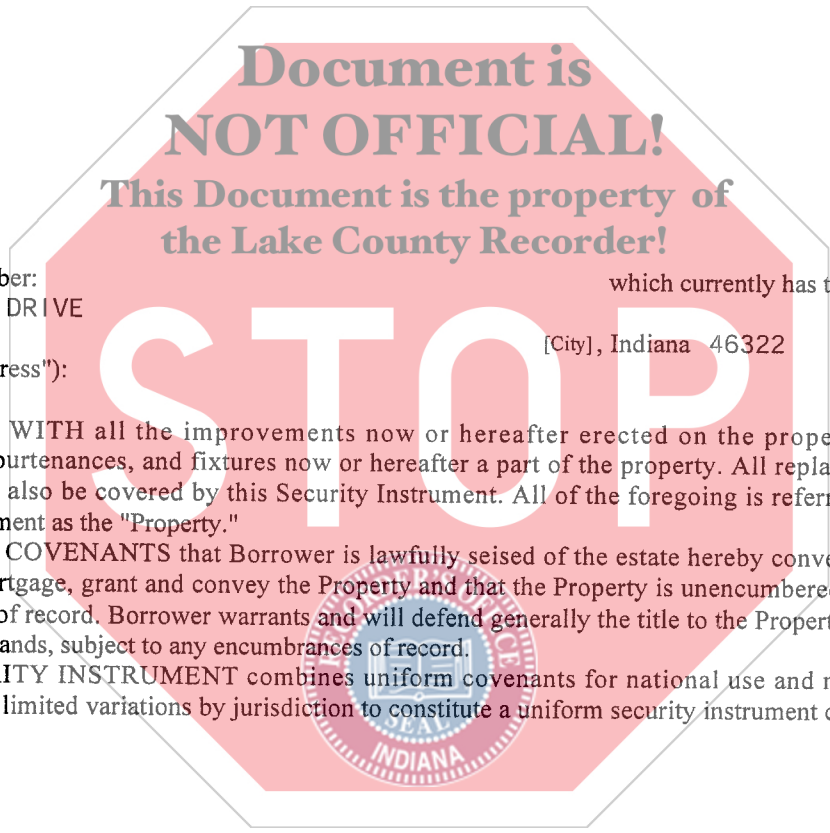 Document is
NOT OFFICIAL!
This Document is the property of
the Lake County Recorder!
ber:
which currently has t
DRIVE
[City], Indiana 46322
ress"):
WITH all the improvements now or hereafter erected on the prope
ourtenances, and fixtures now or hereafter a part of the property. All repla
also be covered by this Security Instrument. All of the foregoing is referr
ment as the "Property."
COVENANTS that Borrower is lawfully seised of the estate hereby conve
rtgage, grant and convey the Property and that the Property is unencumbered
of record. Borrower warrants and will defend generally the title to the Propert
ands, subject to any encumbrances of record.
ITY INSTRUMENT combines uniform covenants for national use and n
limited variations by jurisdiction to constitute a uniform security instrument c
STOP
RECORDER'S OFFICE
SEAL
INDIANA